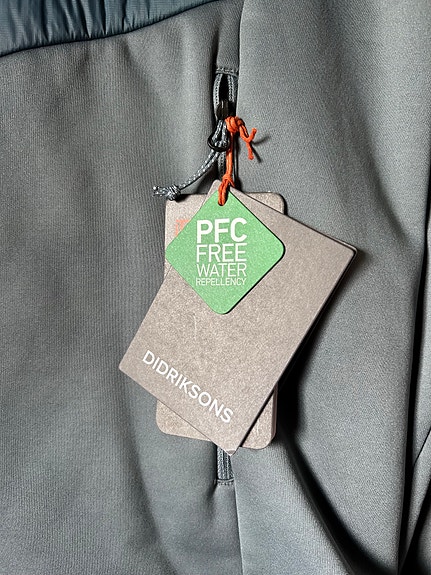 PFC
FREE
WATER
REPELLENCY
DIDRIKSONS